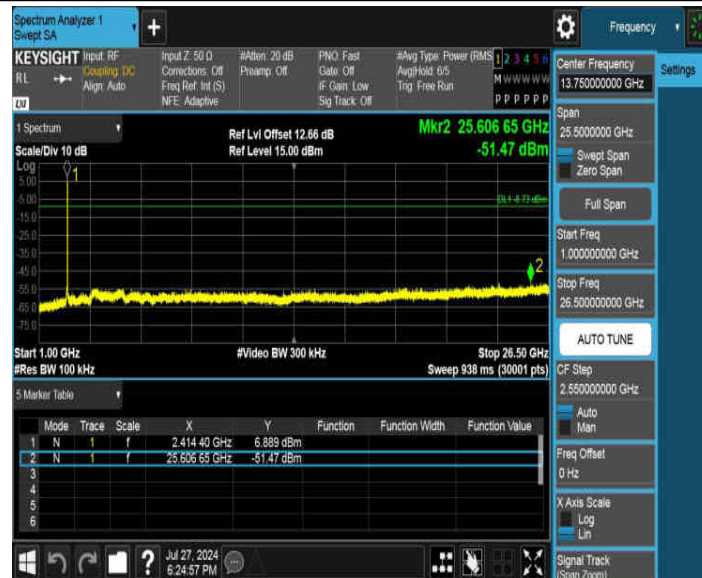 Spectrum Analyzer 1
Swept SA
+
Frequency
KEYSIGHT
RL
LXI
Input: RF
Coupling: DC
Align: Auto
Input Z: 50 Ω
Corrections: Off
Freq Ref: Int (S)
NFE: Adaptive
#Atten: 20 dB
Preamp: Off
PNO: Fast
Gate: Off
IF Gain: Low
Sig Track: Off
#Avg Type: Power (RMS
Avg|Hold: 6/5
Trig: Free Run
1 2 3 4 5 6
M W W W W W
P P P P P P
1 Spectrum
Scale/Div 10 dB
Ref Lvl Offset 12.66 dB
Ref Level 15.00 dBm
Mkr2 25.606 65 GHz
-51.47 dBm
Log
5.00
-5.00
-15.0
-25.0
-35.0
-45.0
-55.0
-65.0
-75.0
1
DL1 -8.73 dBm
2
Start 1.00 GHz
#Video BW 300 kHz
Stop 26.50 GHz
#Res BW 100 kHz
Sweep 938 ms (30001 pts)
5 Marker Table
Mode Trace Scale X Y Function Function Width Function Value
1 N 1 f 2.414 40 GHz 6.889 dBm
2 N 1 f 25.606 65 GHz -51.47 dBm
3
4
5
6
Jul 27, 2024
6:24:57 PM
Settings
Center Frequency
13.750000000 GHz
Span
25.5000000 GHz
Swept Span
Zero Span
Full Span
Start Freq
1.000000000 GHz
Stop Freq
26.500000000 GHz
AUTO TUNE
CF Step
2.550000000 GHz
Auto
Man
Freq Offset
0 Hz
X Axis Scale
Log
Lin
Signal Track
(Span Zoom)